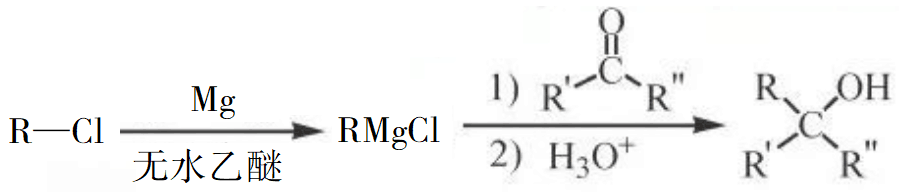 R—Cl
Mg
无水乙醚
RMgCl
1) R' C O R"
2) H₃O⁺
R OH
C
R' R"